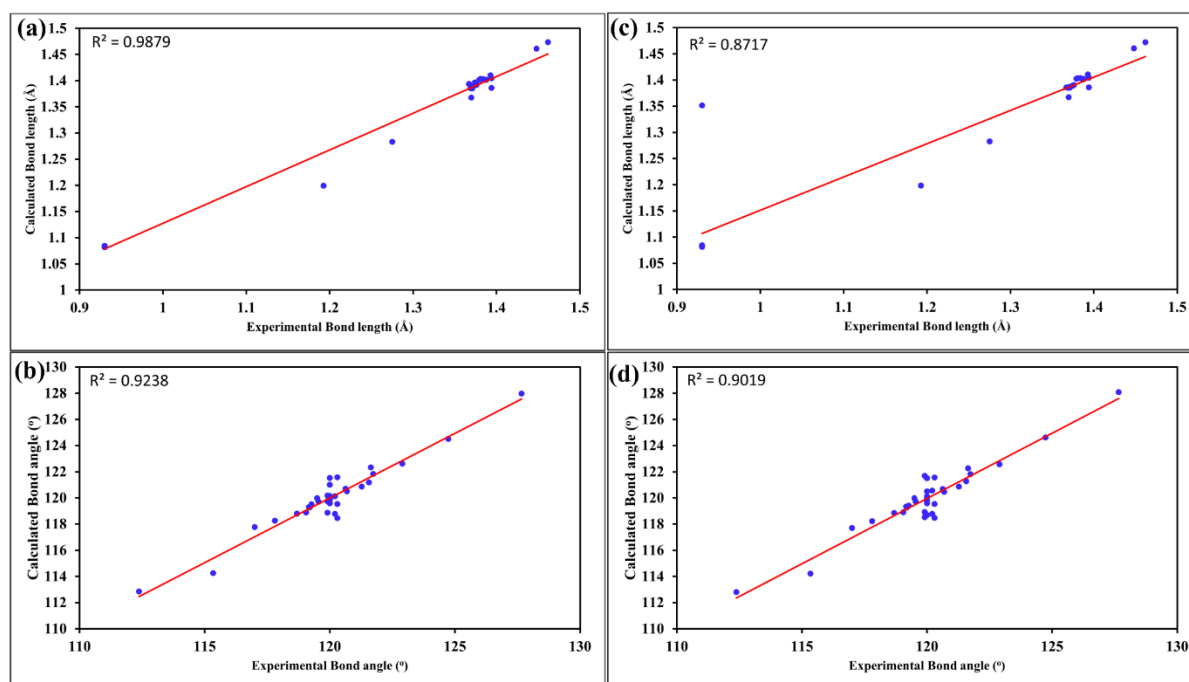 (a)
R² = 0.9879
Calculated Bond length (Å)
1.5
1.45
1.4
1.35
1.3
1.25
1.2
1.15
1.1
1.05
1
0.9 1 1.1 1.2 1.3 1.4 1.5
Experimental Bond length (Å)
(c)
R² = 0.8717
Calculated Bond length (Å)
1.5
1.45
1.4
1.35
1.3
1.25
1.2
1.15
1.1
1.05
1
0.9 1 1.1 1.2 1.3 1.4 1.5
Experimental Bond length (Å)
(b)
R² = 0.9238
Calculated Bond angle (º)
130
128
126
124
122
120
118
116
114
112
110
110 115 120 125 130
Experimental Bond angle (º)
(d)
R² = 0.9019
Calculated Bond angle (º)
130
128
126
124
122
120
118
116
114
112
110
110 115 120 125 130
Experimental Bond angle (º)